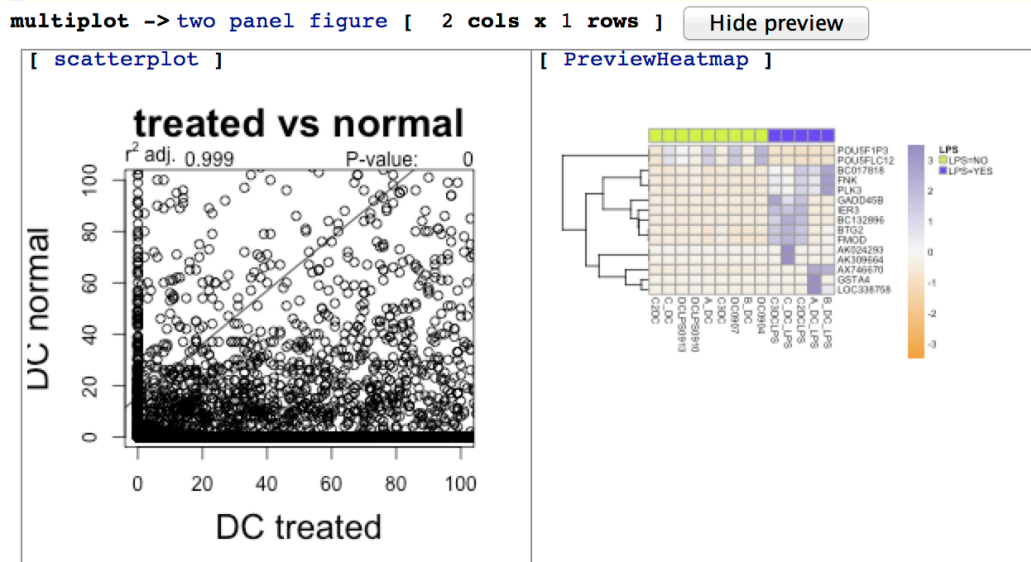 multiplot -> two panel figure [ 2 cols x 1 rows ] Hide preview
[ scatterplot ]
treated vs normal
r² adj. 0.999 P-value: 0
100
80
60
40
20
0
DC normal
0 20 40 60 80 100
DC treated
[ PreviewHeatmap ]
POU5F1P3
POU5FLC12
BC017818
FNK
PLK3
GADD45B
IER3
BC132896
BTG2
FMOD
AK024293
AK309664
AX746670
GSTA4
LOC338758
C2DC
C_DC
DCLPS0913
DCLPS0910
A_DC
C3DC
DC0907
B_DC
DC0904
C3DCLPS
C_DC_LPS
C2DCLPS
A_DC_LPS
B_DC_LPS
3
2
1
0
-1
-2
-3
LPS
LPS=NO
LPS=YES